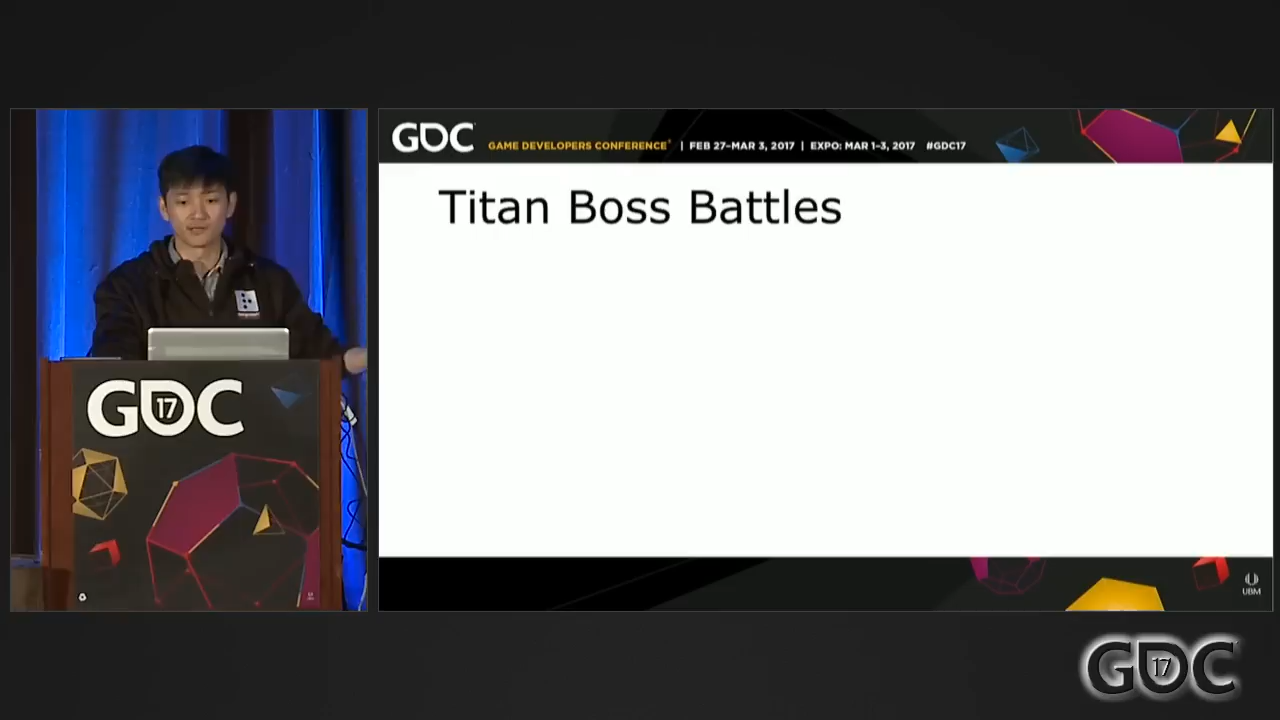 GDC
GAME DEVELOPERS CONFERENCE® | FEB 27–MAR 3, 2017 | EXPO: MAR 1–3, 2017 #GDC17
Titan Boss Battles
GDC
17
UBM
GDC
17